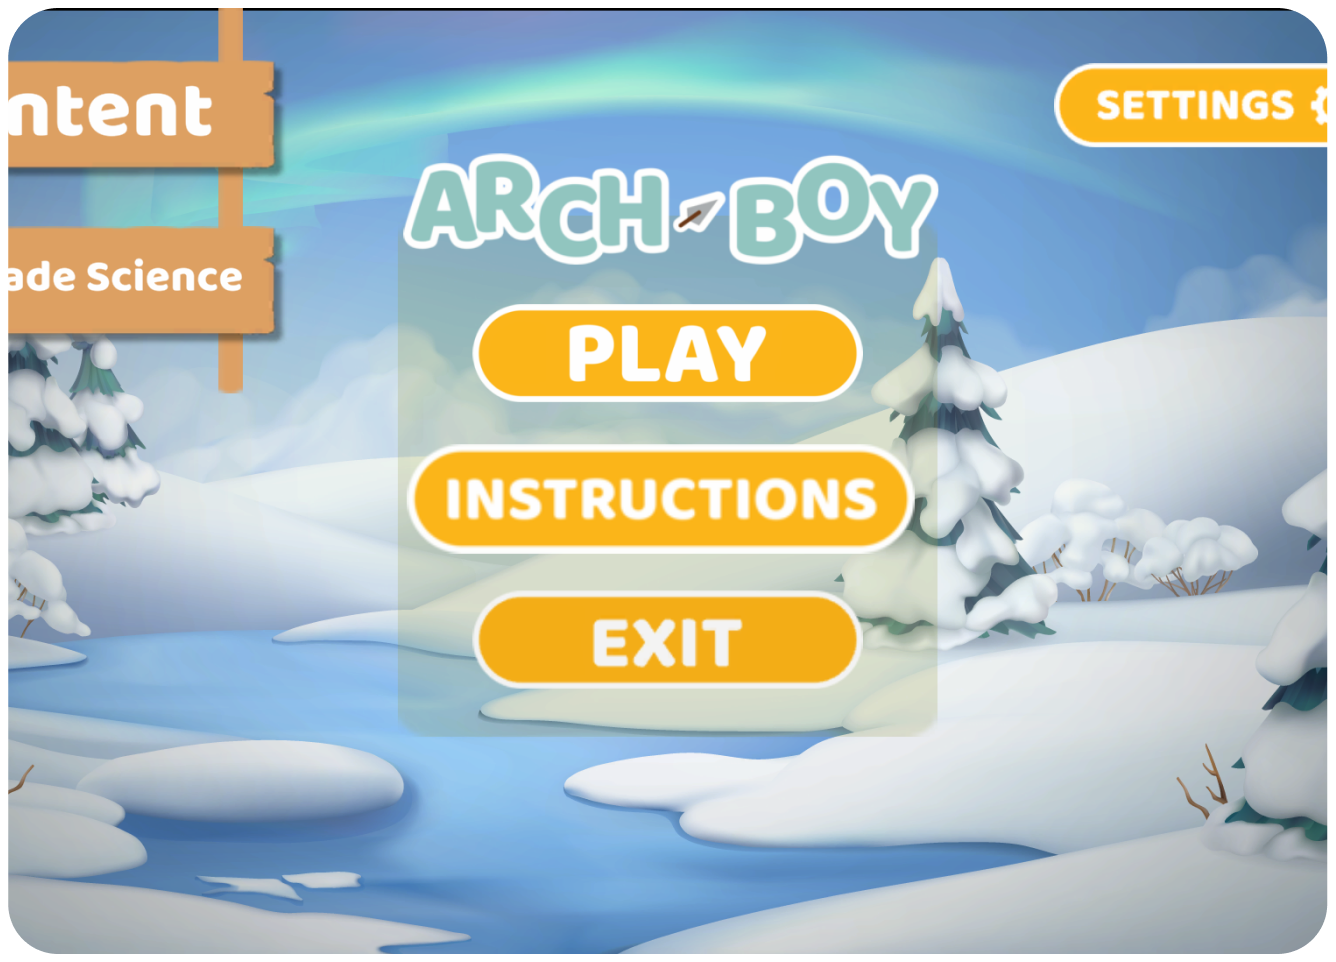 ntent
SETTINGS
ARCH BOY
ade Science
PLAY
INSTRUCTIONS
EXIT